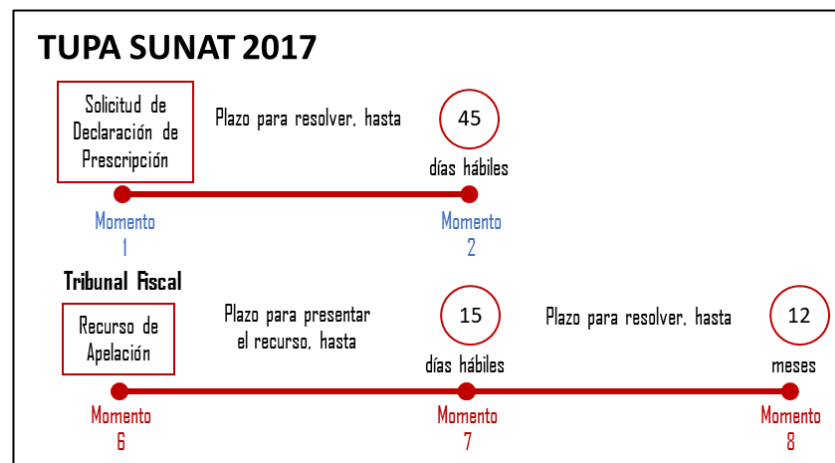 TUPA SUNAT 2017
Solicitud de
Declaración de
Prescripción
Plazo para resolver, hasta
45
días hábiles
Momento
1
Momento
2
Tribunal Fiscal
Recurso de
Apelación
Plazo para presentar
el recurso, hasta
15
días hábiles
Plazo para resolver, hasta
12
meses
Momento
6
Momento
7
Momento
8